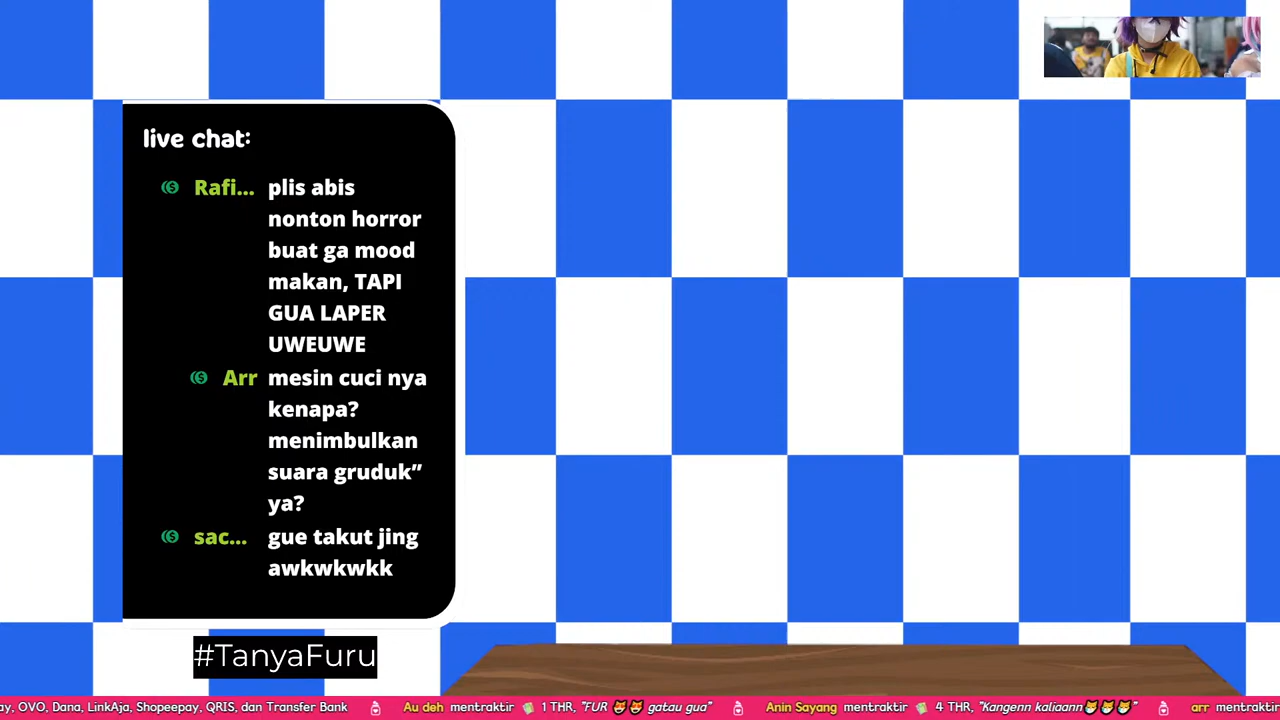 live chat:
Rafi... plis abis
nonton horror
buat ga mood
makan, TAPI
GUA LAPER
UWEUWE
Arr mesin cuci nya
kenapa?
menimbulkan
suara gruduk”
ya?
sac... gue takut jing
awkwkwkk
#TanyaFuru
ay, OVO, Dana, LinkAja, Shopeepay, QRIS, dan Transfer Bank Au deh mentraktir 1 THR, "FUR 😻😻 gatau gua" Anin Sayang mentraktir 4 THR, "Kangenn kaliaann😼😼😼" arr mentraktir